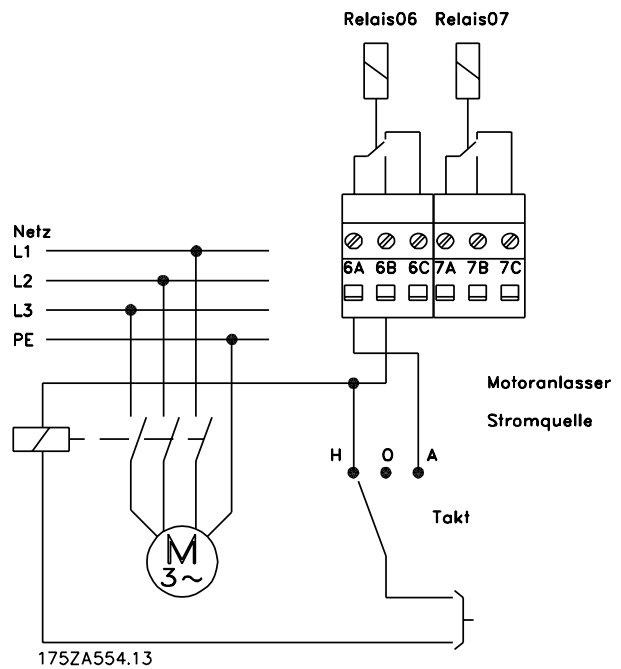 Relais06 Relais07
Netz
L1
L2
L3
PE
6A 6B 6C 7A 7B 7C
Motoranlasser
Stromquelle
H O A
Takt
M
3~
175ZA554.13